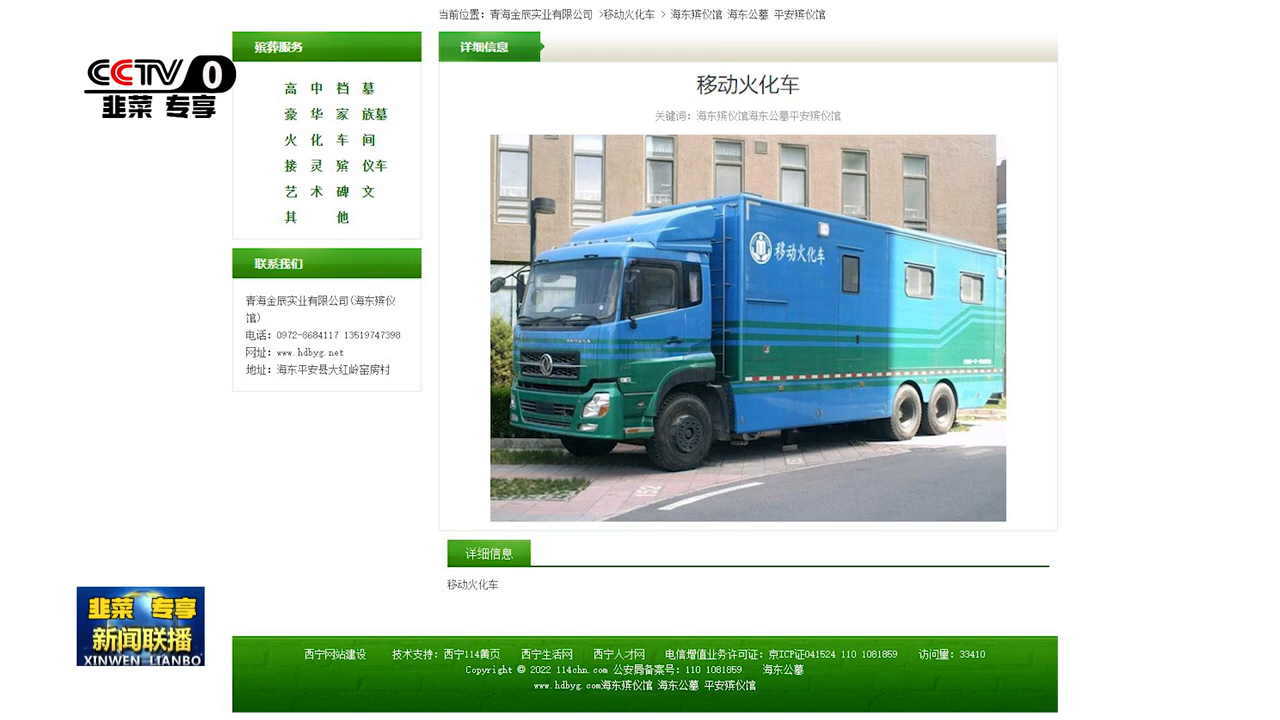 当前位置：青海金辰实业有限公司 >移动火化车 > 海东殡仪馆 海东公墓 平安殡仪馆
殡葬服务
详细信息
CCTV 0
韭菜 专享
高 中 档 墓
豪 华 家 族墓
火 化 车 间
接 灵 殡 仪车
艺 术 碑 文
其 他
移动火化车
关键词：海东殡仪馆海东公墓平安殡仪馆
移动火化车
联系我们
青海金辰实业有限公司(海东殡仪馆)
电话：0972-8684117 13519747398
网址：www.hdbyg.net
地址：海东平安县大红岭窑房村
152
详细信息
移动火化车
韭菜 专享
新闻联播
XINWEN LIANBO
西宁网站建设 技术支持：西宁114黄页 西宁生活网 西宁人才网 电信增值业务许可证：京ICP证041524 110 1081859 访问量：33410
Copyright © 2022 114chn.com 公安局备案号：110 1081859 海东公墓
www.hdbyg.com海东殡仪馆 海东公墓 平安殡仪馆